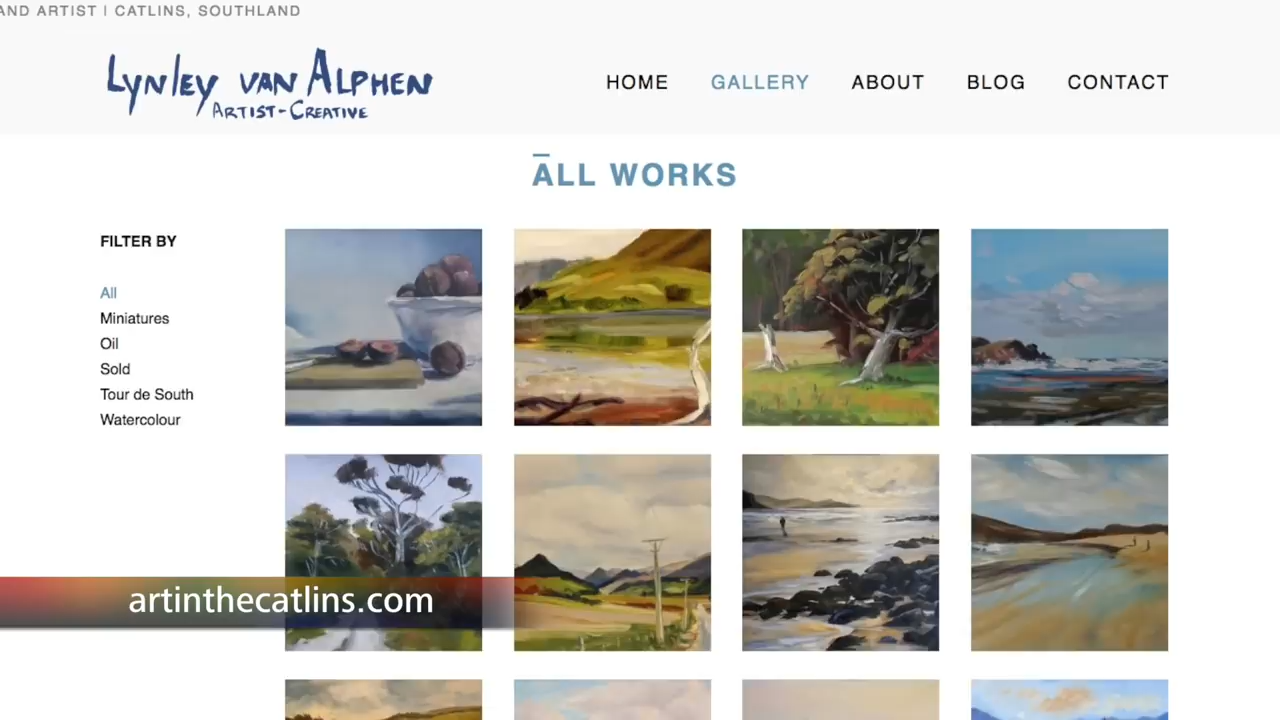 AND ARTIST | CATLINS, SOUTHLAND
LYNLEY VAN ALPHEN
ARTIST-CREATIVE
HOME
GALLERY
ABOUT
BLOG
CONTACT
ALL WORKS
FILTER BY
All
Miniatures
Oil
Sold
Tour de South
Watercolour
artinthecatlins.com